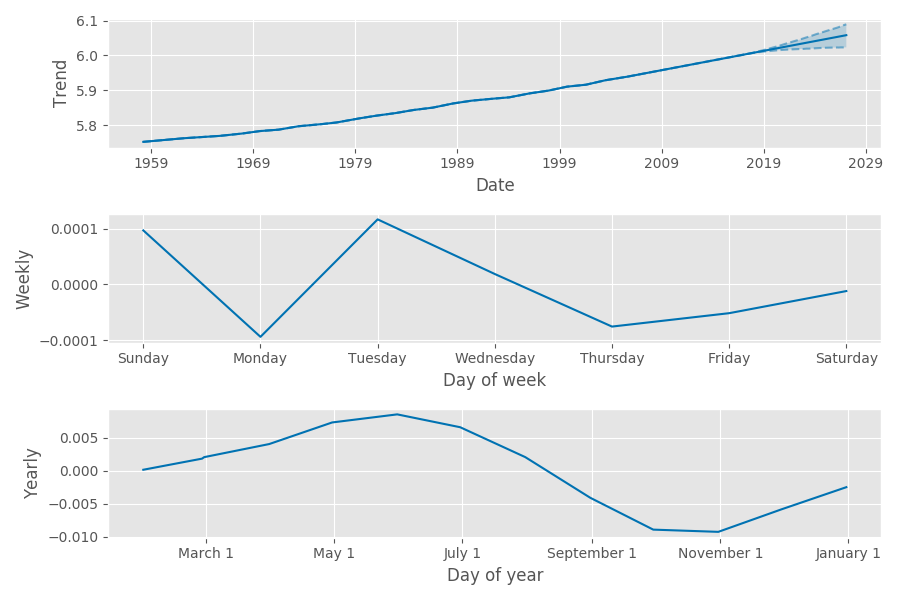 6.1
6.0
5.9
5.8
Trend
1959 1969 1979 1989 1999 2009 2019 2029
Date
0.0001
0.0000
−0.0001
Weekly
Sunday Monday Tuesday Wednesday Thursday Friday Saturday
Day of week
0.005
0.000
−0.005
−0.010
Yearly
March 1 May 1 July 1 September 1 November 1 January 1
Day of year